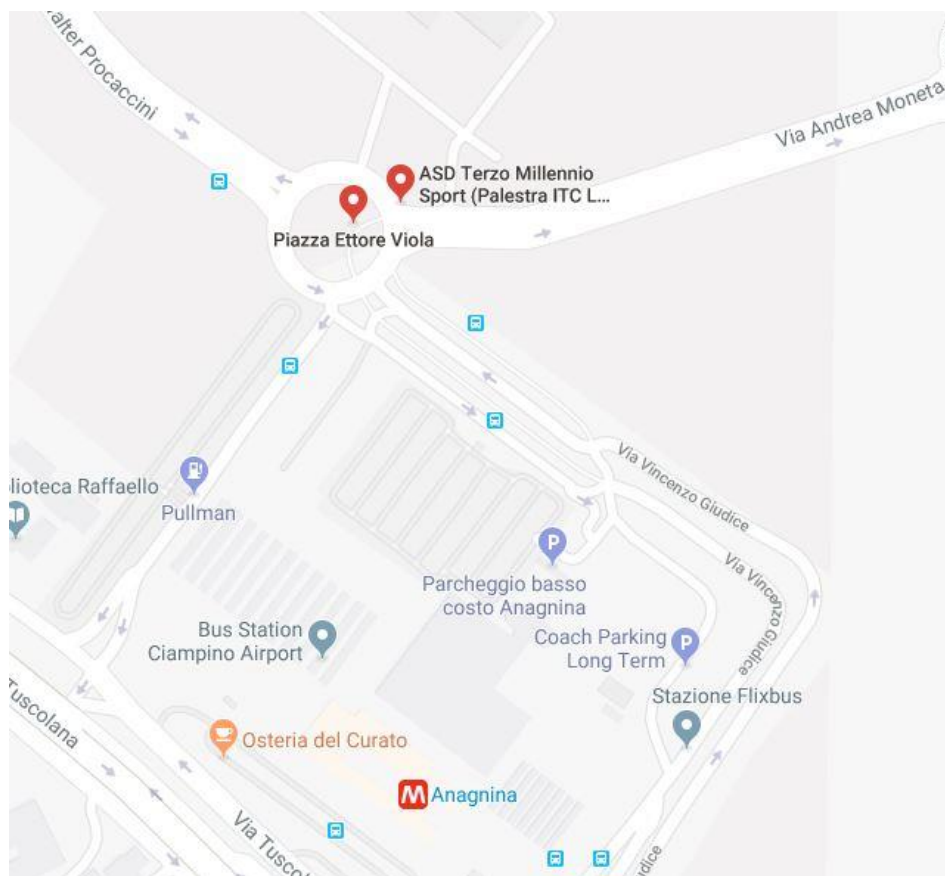 alter Procaccini
Via Andrea Moneta
ASD Terzo Millennio
Sport (Palestra ITC L...
Piazza Ettore Viola
Via Vincenzo Giudice
blioteca Raffaello
Pullman
P
Parcheggio basso
costo Anagnina
Via Vincenzo Giudice
Bus Station
Ciampino Airport
Coach Parking
Long Term
P
Stazione Flixbus
Tuscolana
Osteria del Curato
M Anagnina
Via Tusco
iudice